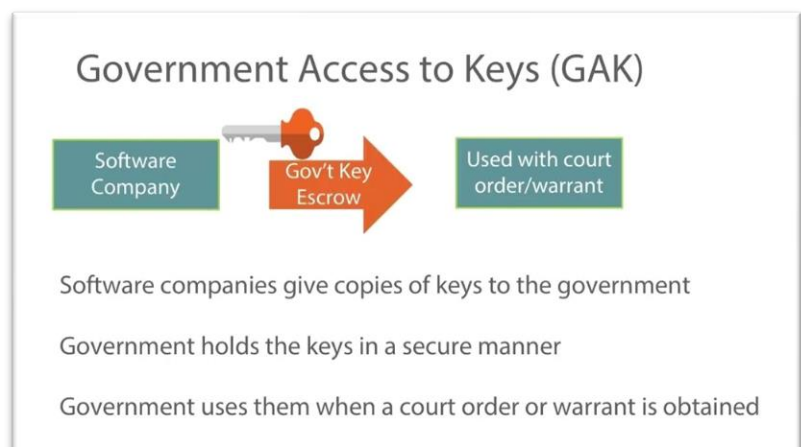 Government Access to Keys (GAK)
Software
Company
Gov't Key
Escrow
Used with court
order/warrant
Software companies give copies of keys to the government
Government holds the keys in a secure manner
Government uses them when a court order or warrant is obtained